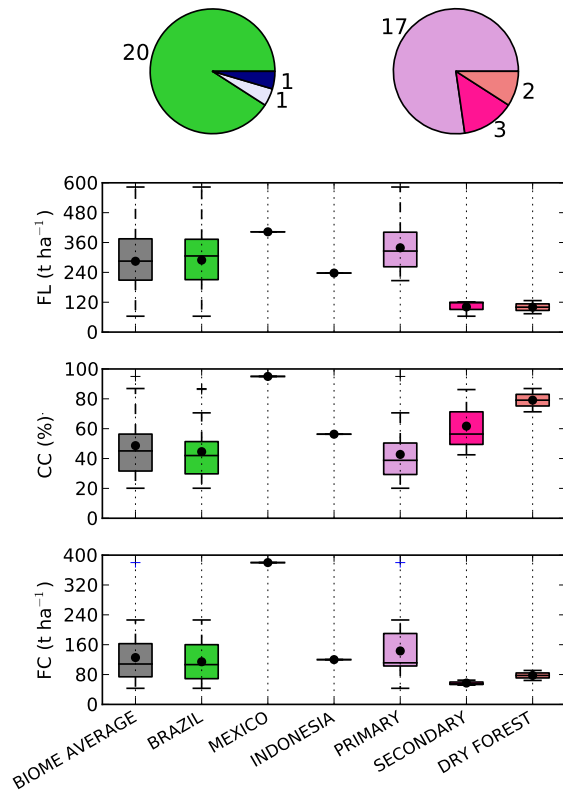 20
1
1
17
2
3
600
480
360
240
120
0
FL (t ha⁻¹)
100
80
60
40
20
0
CC (%)
400
320
240
160
80
0
FC (t ha⁻¹)
BIOME AVERAGE
BRAZIL
MEXICO
INDONESIA
PRIMARY
SECONDARY
DRY FOREST